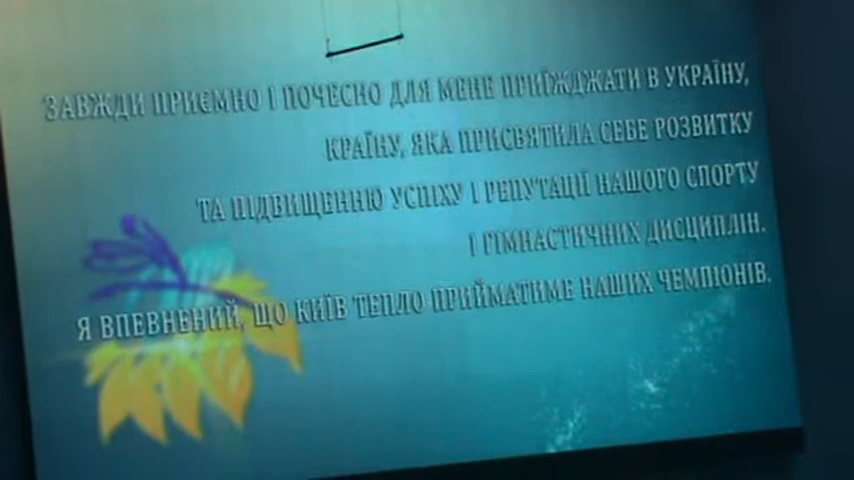 ЗАВЖДИ ПРИЄМНО І ПОЧЕСНО ДЛЯ МЕНЕ ПРИЇЖДЖАТИ В УКРАЇНУ,
КРАЇНУ, ЯКА ПРИСВЯТИЛА СЕБЕ РОЗВИТКУ
ТА ПІДВИЩЕННЮ УСПІХУ І РЕПУТАЦІЇ НАШОГО СПОРТУ
І ГІМНАСТИЧНИХ ДИСЦИПЛІН.
Я ВПЕВНЕНИЙ, ЩО КИЇВ ТЕПЛО ПРИЙМАТИМЕ НАШИХ ЧЕМПІОНІВ.